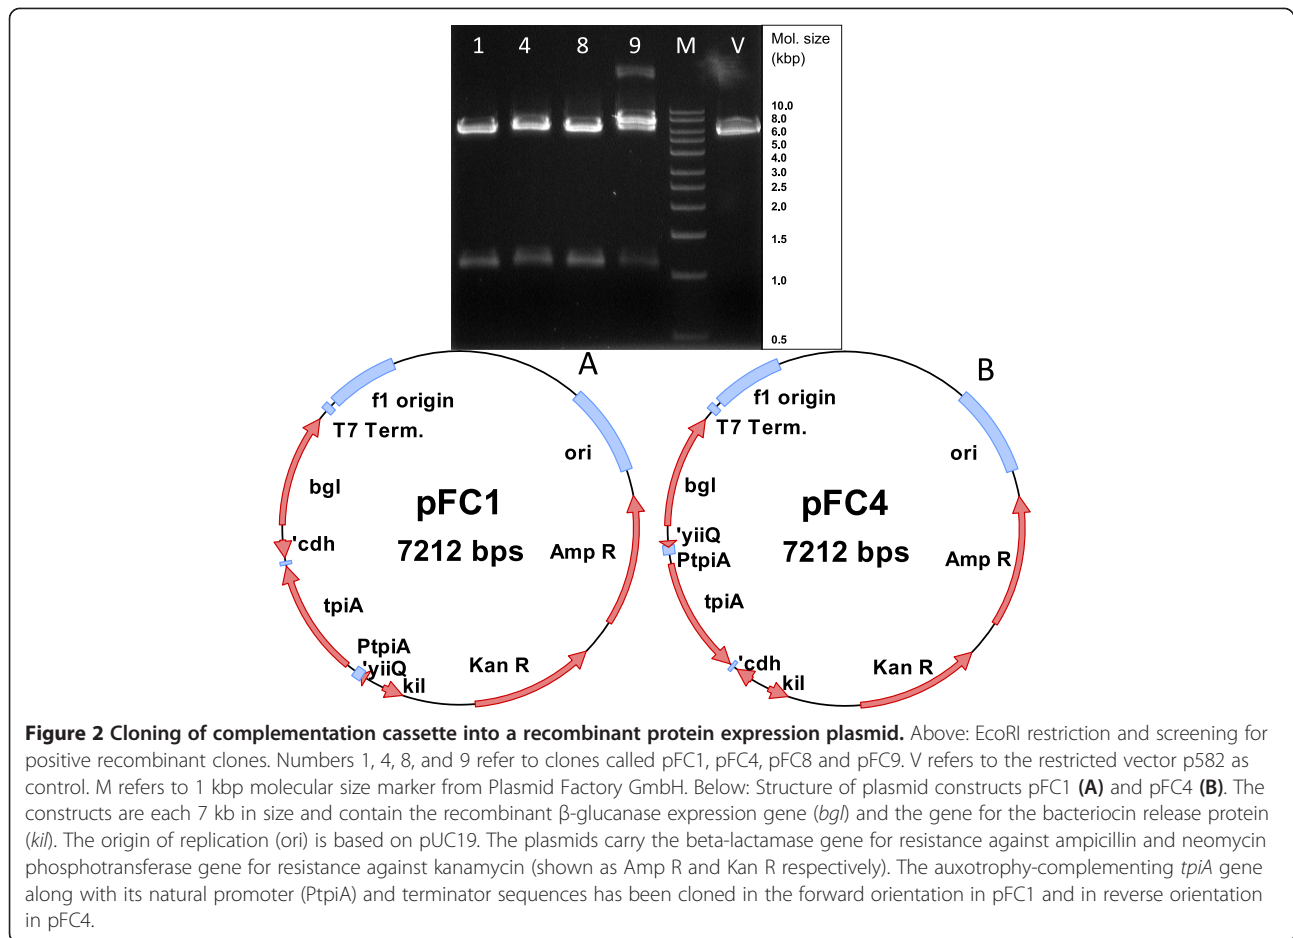 1 4 8 9 M V
Mol. size
(kbp)
10.0
8.0
6.0
5.0
4.0
3.0
2.5
2.0
1.5
1.0
0.5
A
f1 origin
T7 Term.
ori
bgl
pFC1
7212 bps
'cdh
Amp R
tpiA
PtpiA
'yiiQ
kil
Kan R
B
f1 origin
T7 Term.
ori
bgl
pFC4
7212 bps
'yiiQ
PtpiA
Amp R
tpiA
'cdh
kil
Kan R
Figure 2 Cloning of complementation cassette into a recombinant protein expression plasmid. Above: EcoRI restriction and screening for
positive recombinant clones. Numbers 1, 4, 8, and 9 refer to clones called pFC1, pFC4, pFC8 and pFC9. V refers to the restricted vector p582 as
control. M refers to 1 kbp molecular size marker from Plasmid Factory GmbH. Below: Structure of plasmid constructs pFC1 (A) and pFC4 (B). The
constructs are each 7 kb in size and contain the recombinant β-glucanase expression gene (bgl) and the gene for the bacteriocin release protein
(kil). The origin of replication (ori) is based on pUC19. The plasmids carry the beta-lactamase gene for resistance against ampicillin and neomycin
phosphotransferase gene for resistance against kanamycin (shown as Amp R and Kan R respectively). The auxotrophy-complementing tpiA gene
along with its natural promoter (PtpiA) and terminator sequences has been cloned in the forward orientation in pFC1 and in reverse orientation
in pFC4.